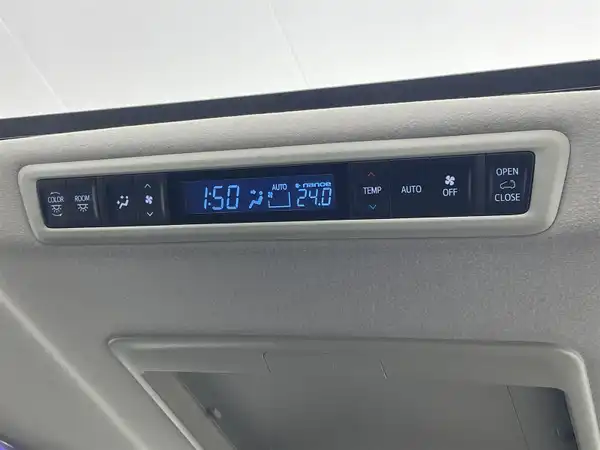 COLOR
ROOM
1:50
AUTO
nanoe
24.0
TEMP
AUTO
OFF
OPEN
CLOSE